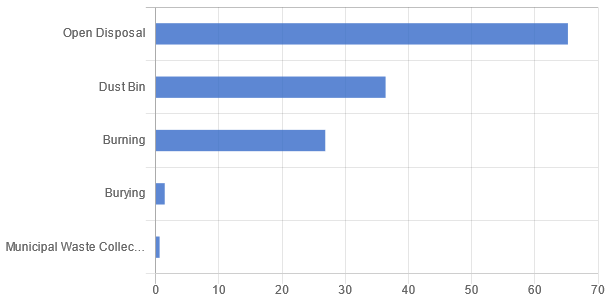 Open Disposal
Dust Bin
Burning
Burying
Municipal Waste Collec...
0 10 20 30 40 50 60 70